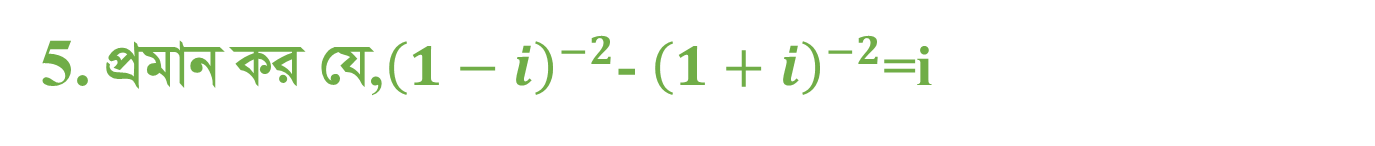 5. প্রমান কর যে,(1 − i)⁻²- (1 + i)⁻²=i